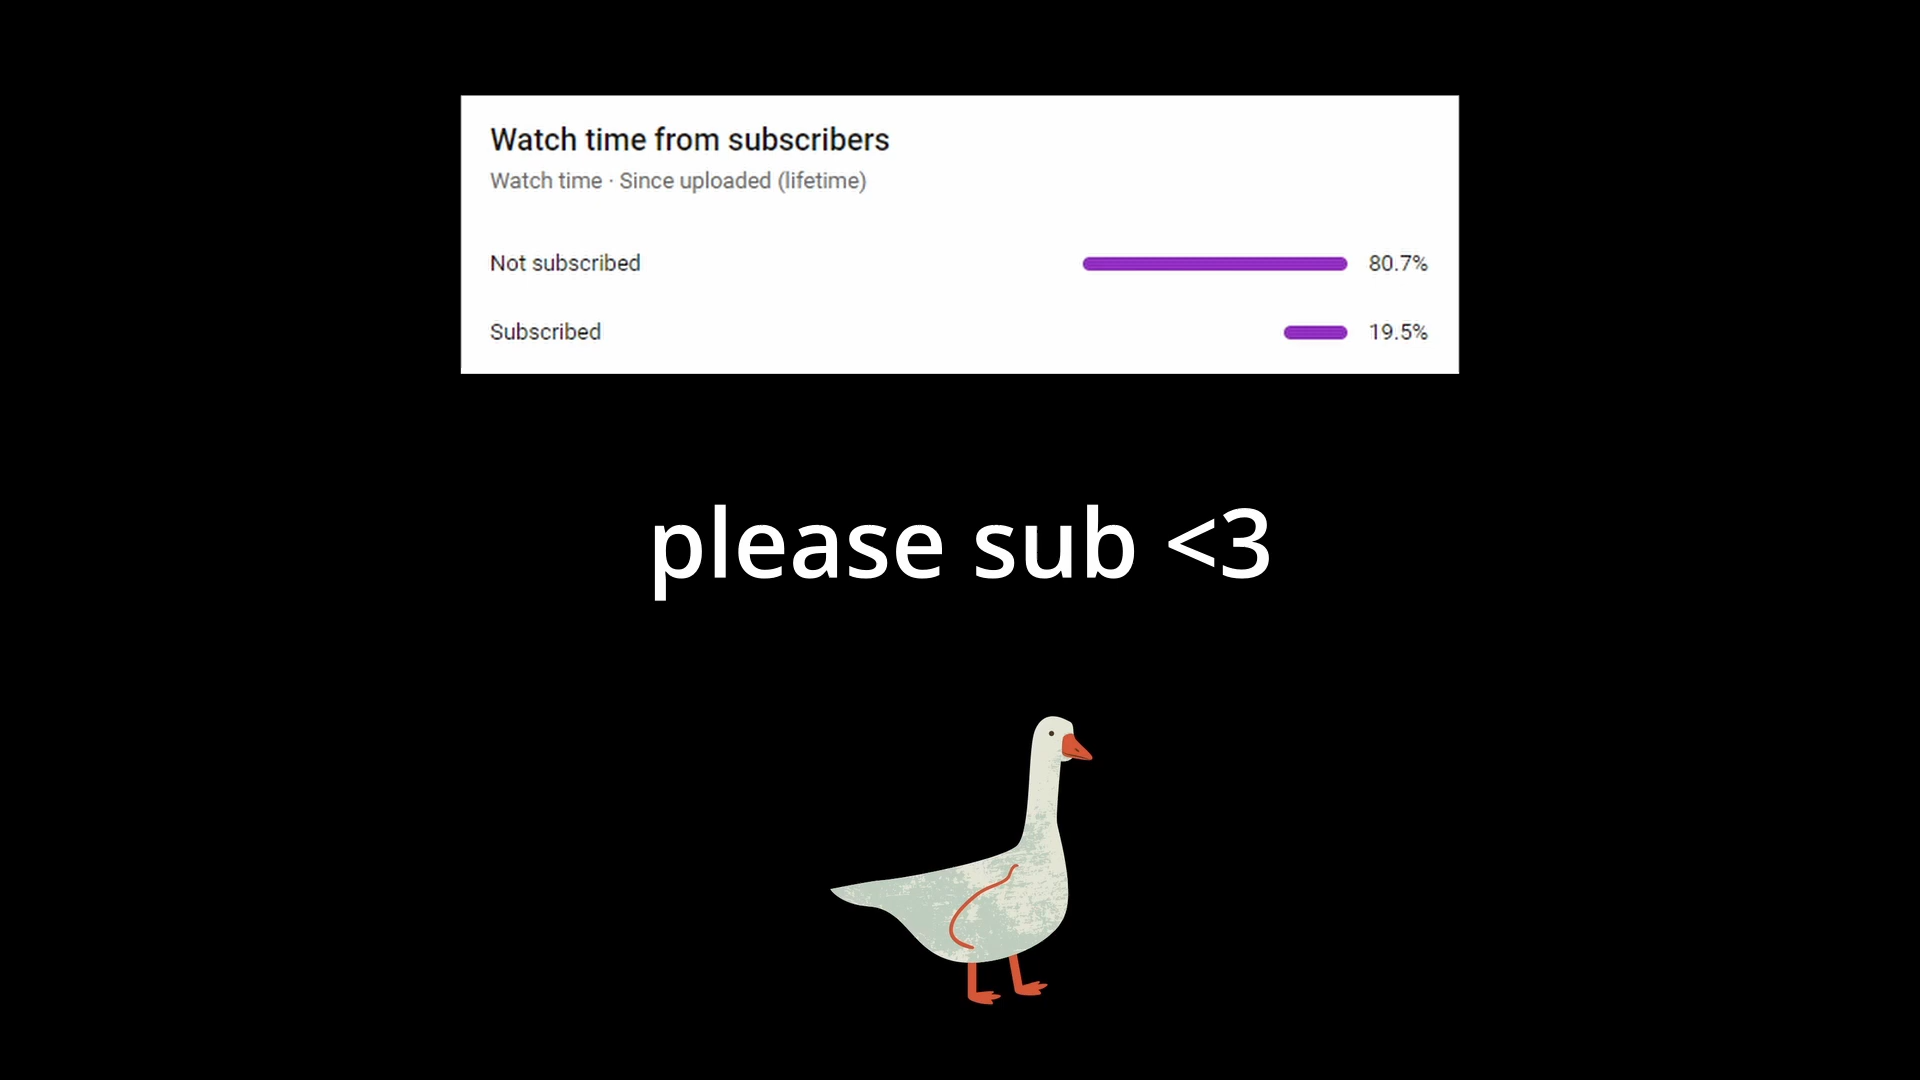 Watch time from subscribers
Watch time · Since uploaded (lifetime)
Not subscribed 80.7%
Subscribed 19.5%
please sub <3